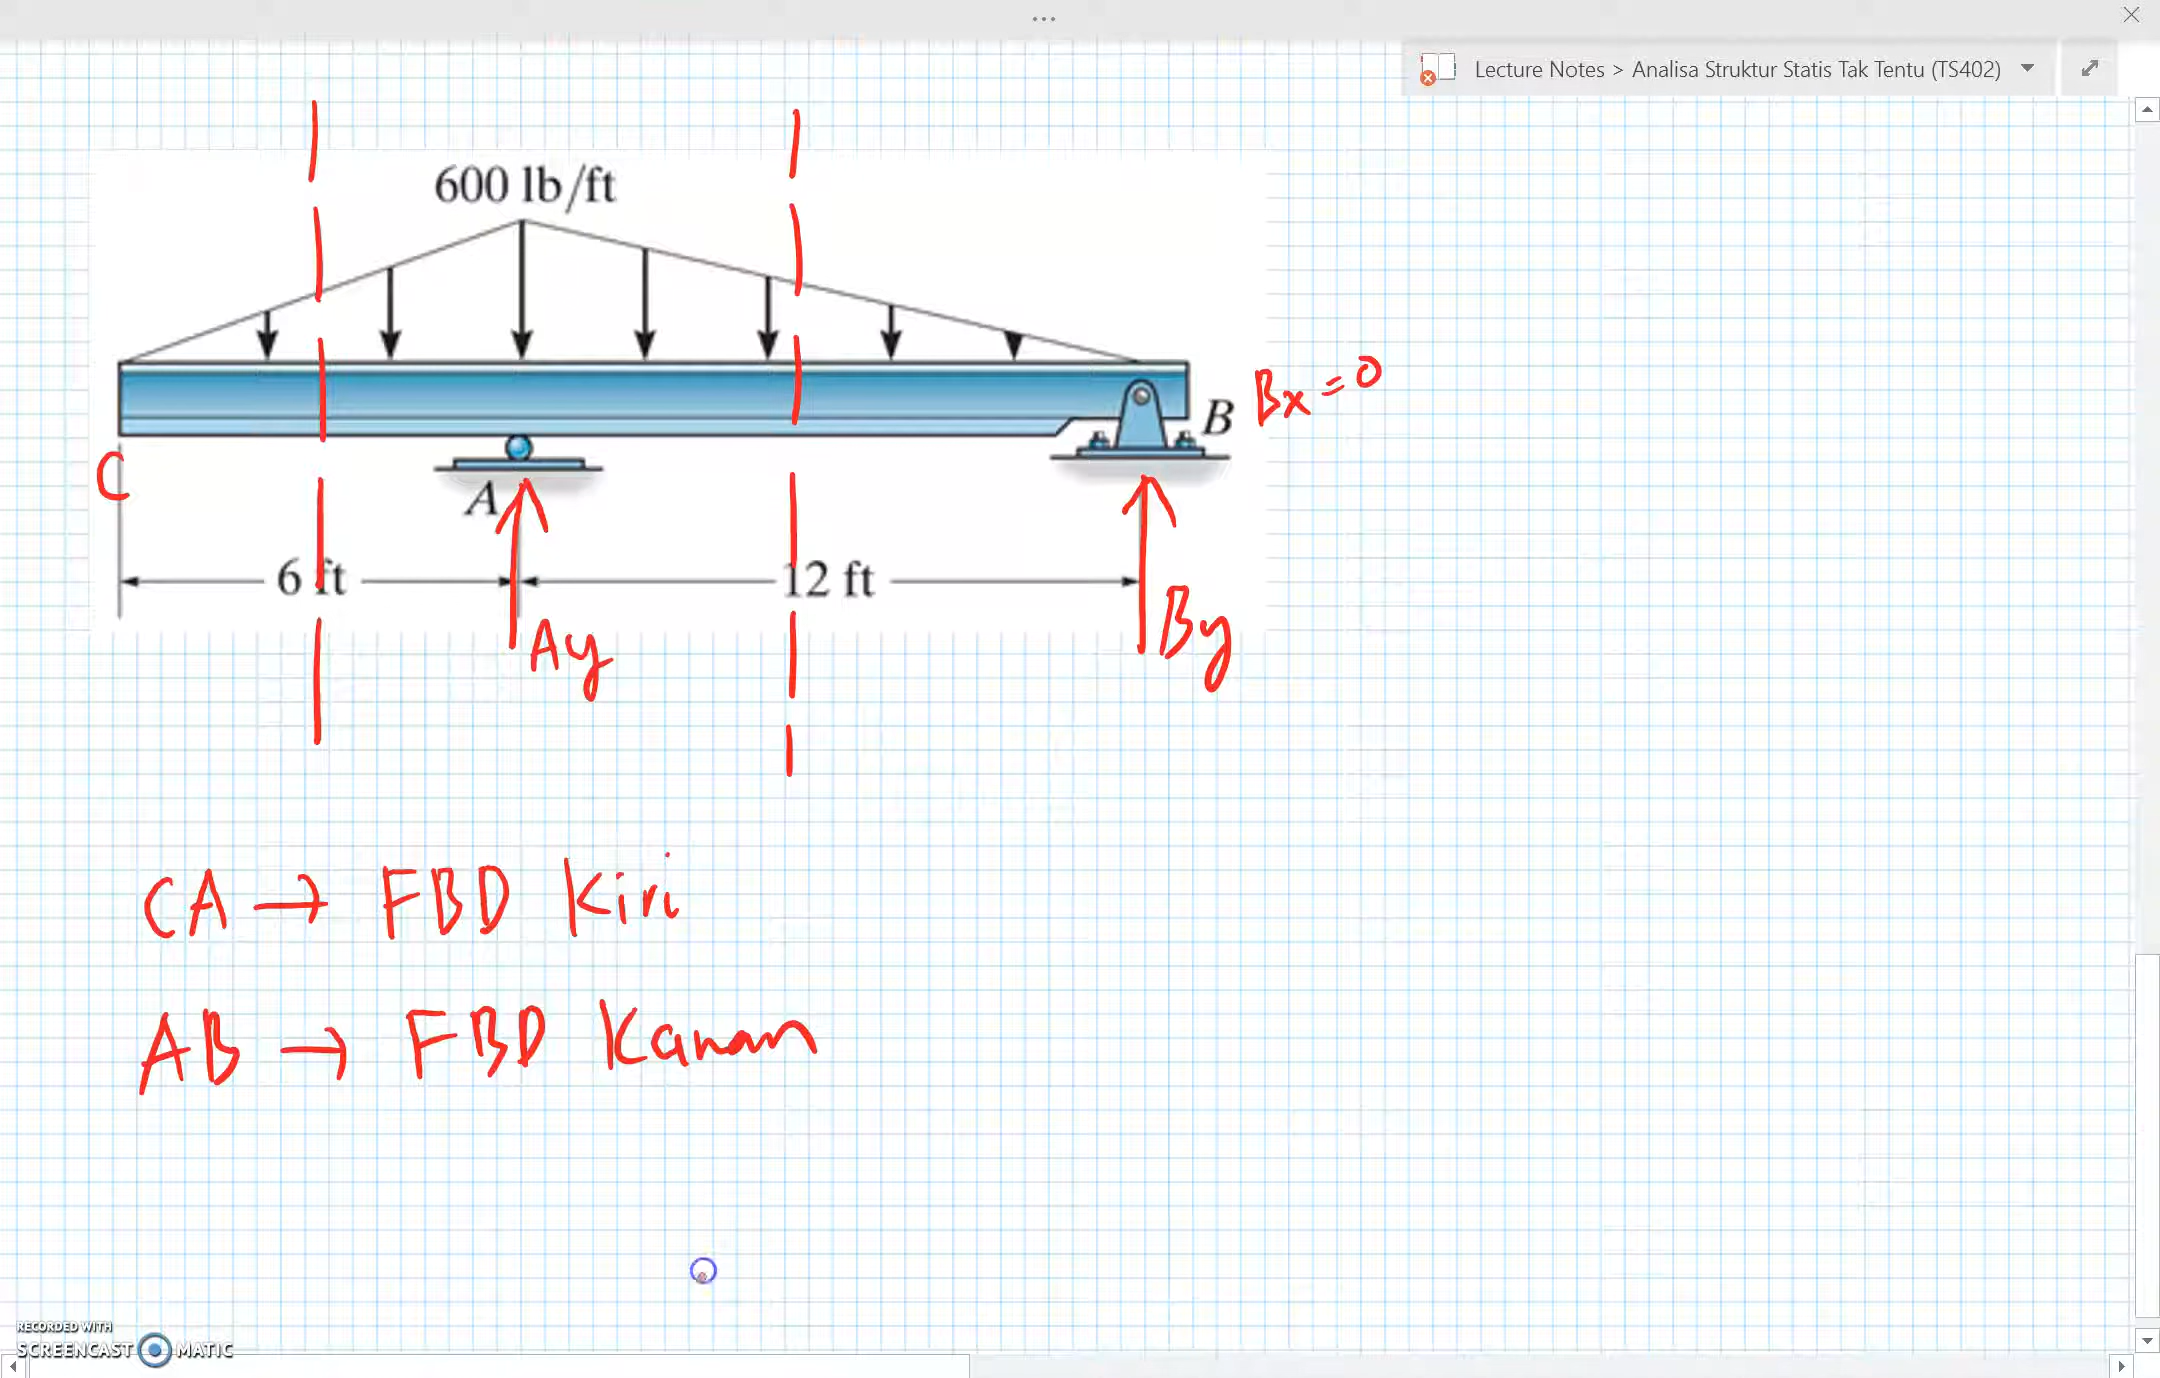 Lecture Notes > Analisa Struktur Statis Tak Tentu (TS402)
600 lb/ft
B
Bx = 0
C
A
6 ft
12 ft
Ay
By
CA → FBD Kiri
AB → FBD Kanan
RECORDED WITH
SCREENCAST MATIC